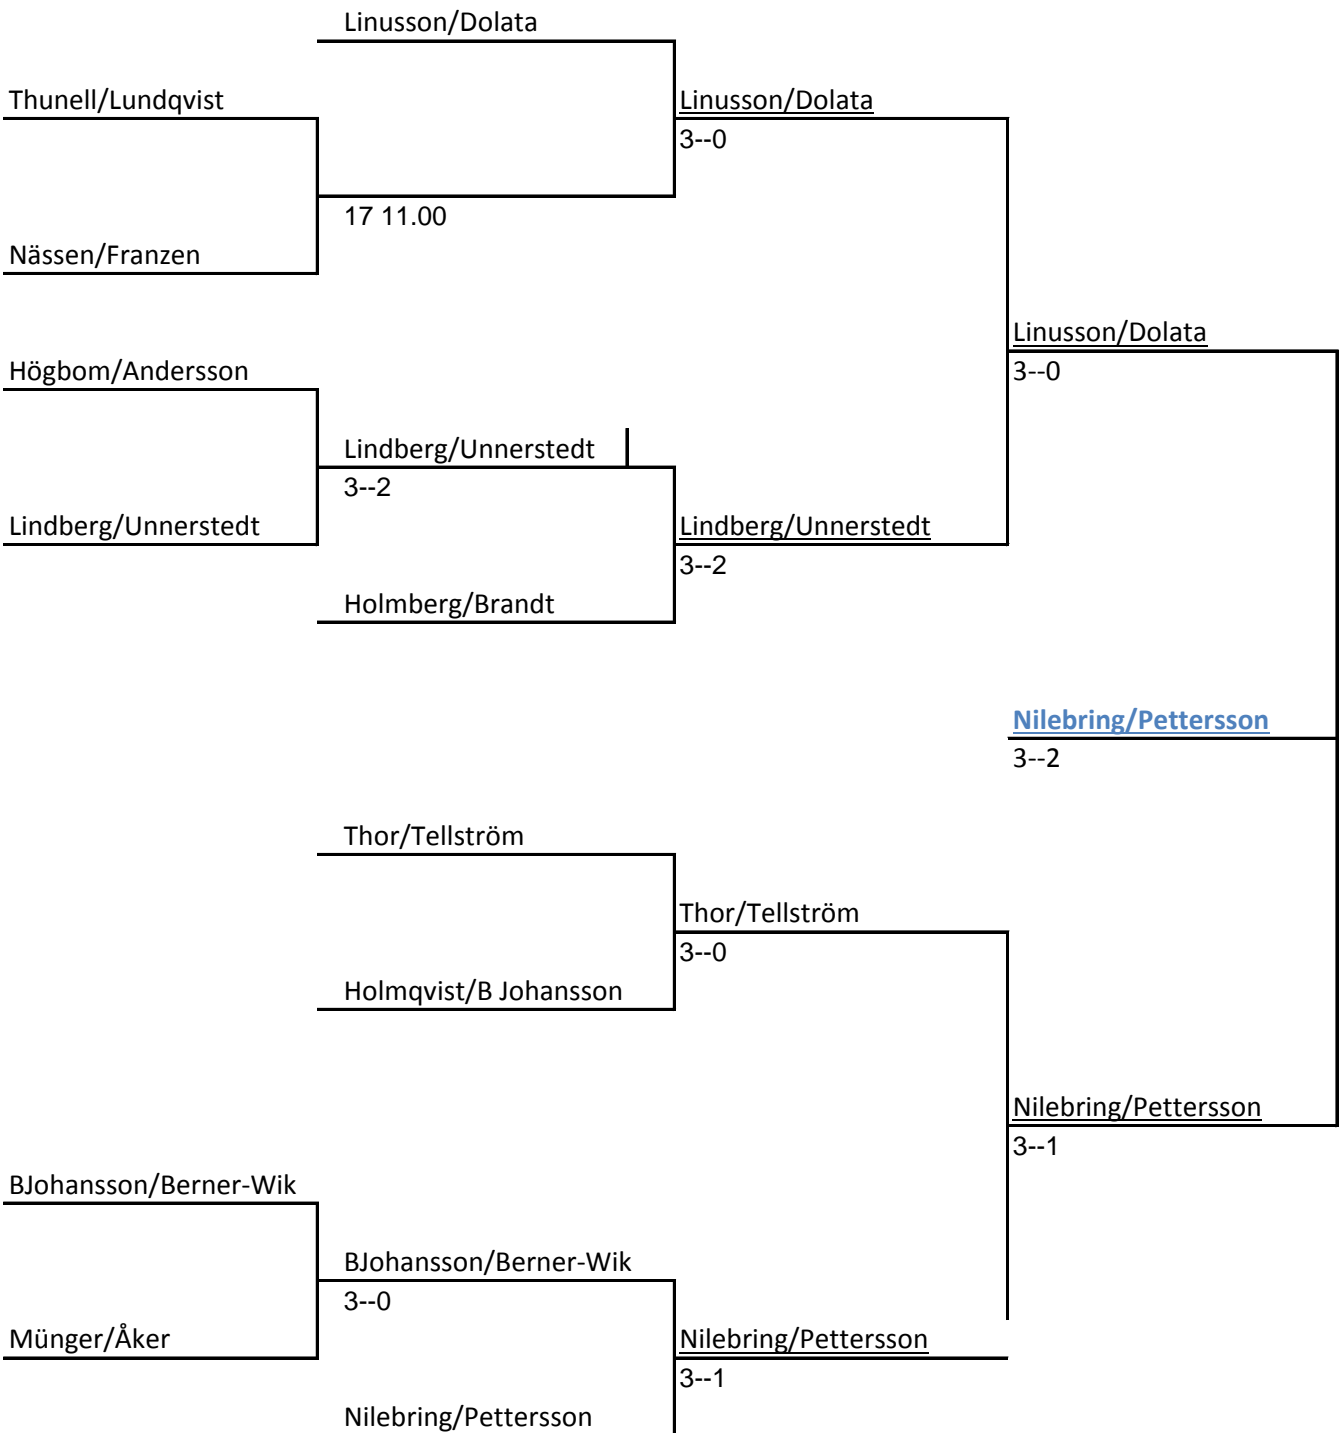 Linusson/Dolata
Thunell/Lundqvist
Linusson/Dolata
3--0
17 11.00
Nässen/Franzen
Linusson/Dolata
3--0
Högbom/Andersson
Lindberg/Unnerstedt
3--2
Lindberg/Unnerstedt
Lindberg/Unnerstedt
3--2
Holmberg/Brandt
Nilebring/Pettersson
3--2
Thor/Tellström
Thor/Tellström
3--0
Holmqvist/B Johansson
Nilebring/Pettersson
3--1
BJohansson/Berner-Wik
BJohansson/Berner-Wik
3--0
Münger/Åker
Nilebring/Pettersson
3--1
Nilebring/Pettersson